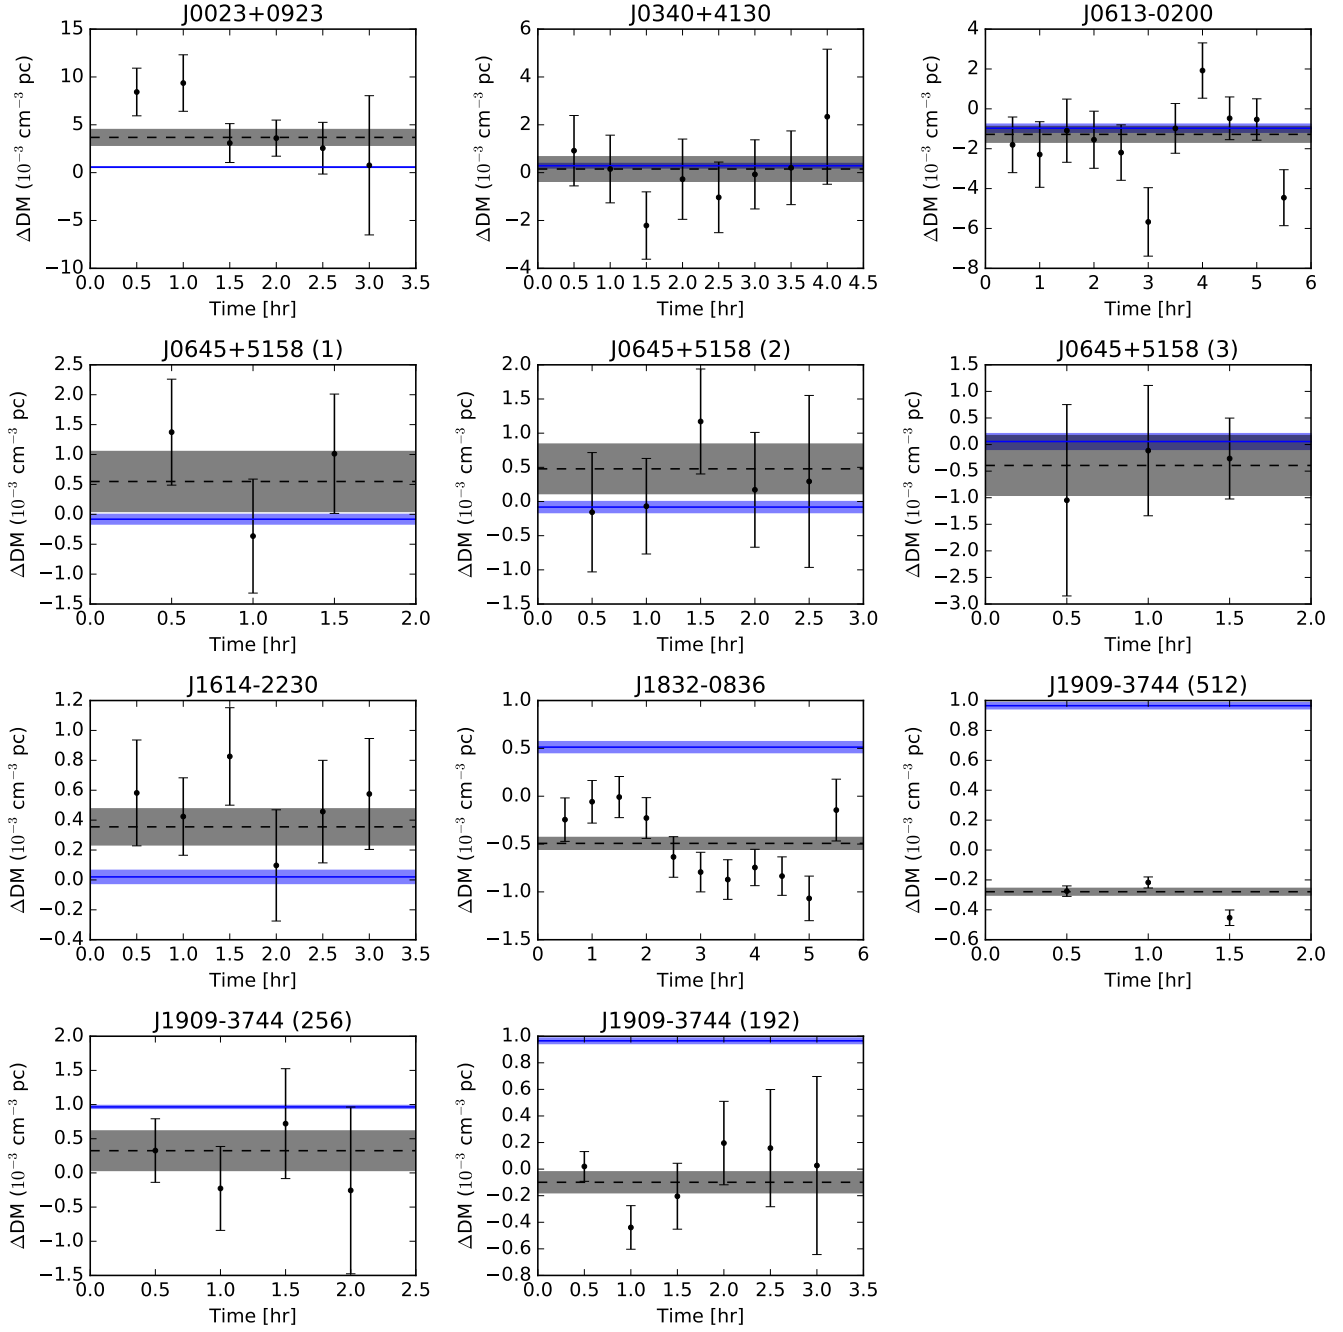 J0023+0923
ΔDM (10⁻³ cm⁻³ pc)
15
10
5
0
−5
−10
0.0 0.5 1.0 1.5 2.0 2.5 3.0 3.5
Time [hr]
J0340+4130
ΔDM (10⁻³ cm⁻³ pc)
6
4
2
0
−2
−4
0.0 0.5 1.0 1.5 2.0 2.5 3.0 3.5 4.0 4.5
Time [hr]
J0613-0200
ΔDM (10⁻³ cm⁻³ pc)
4
2
0
−2
−4
−6
−8
0 1 2 3 4 5 6
Time [hr]
J0645+5158 (1)
ΔDM (10⁻³ cm⁻³ pc)
2.5
2.0
1.5
1.0
0.5
0.0
−0.5
−1.0
−1.5
0.0 0.5 1.0 1.5 2.0
Time [hr]
J0645+5158 (2)
ΔDM (10⁻³ cm⁻³ pc)
2.0
1.5
1.0
0.5
0.0
−0.5
−1.0
−1.5
0.0 0.5 1.0 1.5 2.0 2.5 3.0
Time [hr]
J0645+5158 (3)
ΔDM (10⁻³ cm⁻³ pc)
1.5
1.0
0.5
0.0
−0.5
−1.0
−1.5
−2.0
−2.5
−3.0
0.0 0.5 1.0 1.5 2.0
Time [hr]
J1614-2230
ΔDM (10⁻³ cm⁻³ pc)
1.2
1.0
0.8
0.6
0.4
0.2
0.0
−0.2
−0.4
0.0 0.5 1.0 1.5 2.0 2.5 3.0 3.5
Time [hr]
J1832-0836
ΔDM (10⁻³ cm⁻³ pc)
1.0
0.5
0.0
−0.5
−1.0
−1.5
0 1 2 3 4 5 6
Time [hr]
J1909-3744 (512)
ΔDM (10⁻³ cm⁻³ pc)
1.0
0.8
0.6
0.4
0.2
0.0
−0.2
−0.4
−0.6
0.0 0.5 1.0 1.5 2.0
Time [hr]
J1909-3744 (256)
ΔDM (10⁻³ cm⁻³ pc)
2.0
1.5
1.0
0.5
0.0
−0.5
−1.0
−1.5
0.0 0.5 1.0 1.5 2.0 2.5
Time [hr]
J1909-3744 (192)
ΔDM (10⁻³ cm⁻³ pc)
1.0
0.8
0.6
0.4
0.2
0.0
−0.2
−0.4
−0.6
−0.8
0.0 0.5 1.0 1.5 2.0 2.5 3.0 3.5
Time [hr]